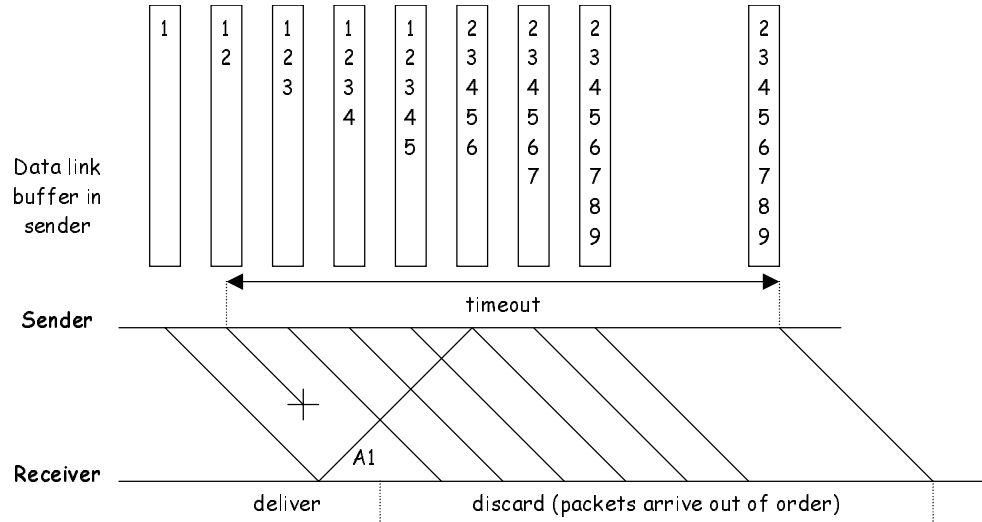 1 1 1 1 1 2 2 2 2
2 2 2 2 3 3 3 3
3 3 3 4 4 4 4
4 4 5 5 5 5
5 6 6 6 6
7 7 7
8 8
9 9
Data link
buffer in
sender
timeout
Sender
A1
Receiver
deliver
discard (packets arrive out of order)